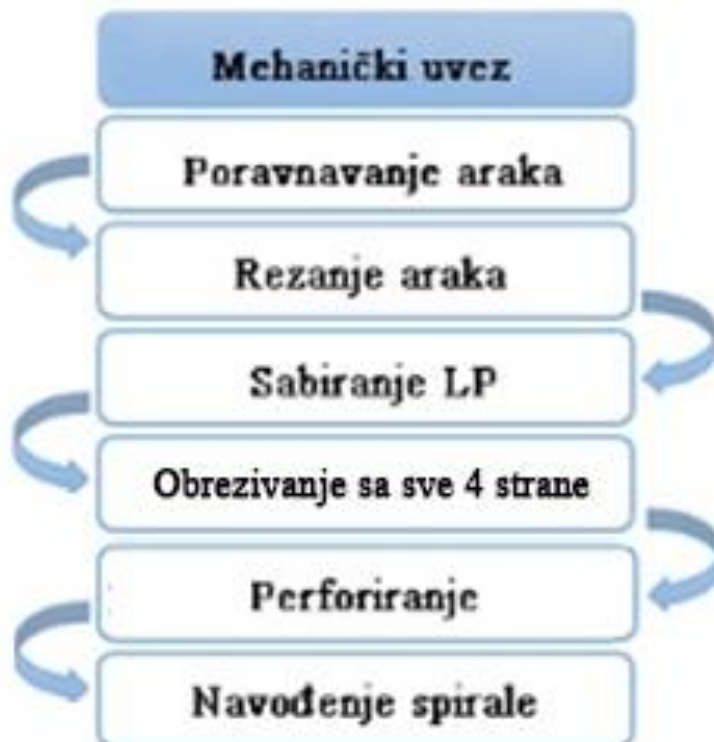 Mehanički uvez
Poravnavanje araka
Rezanje araka
Sabiranje LP
Obrezivanje sa sve 4 strane
Perforiranje
Navođenje spirale